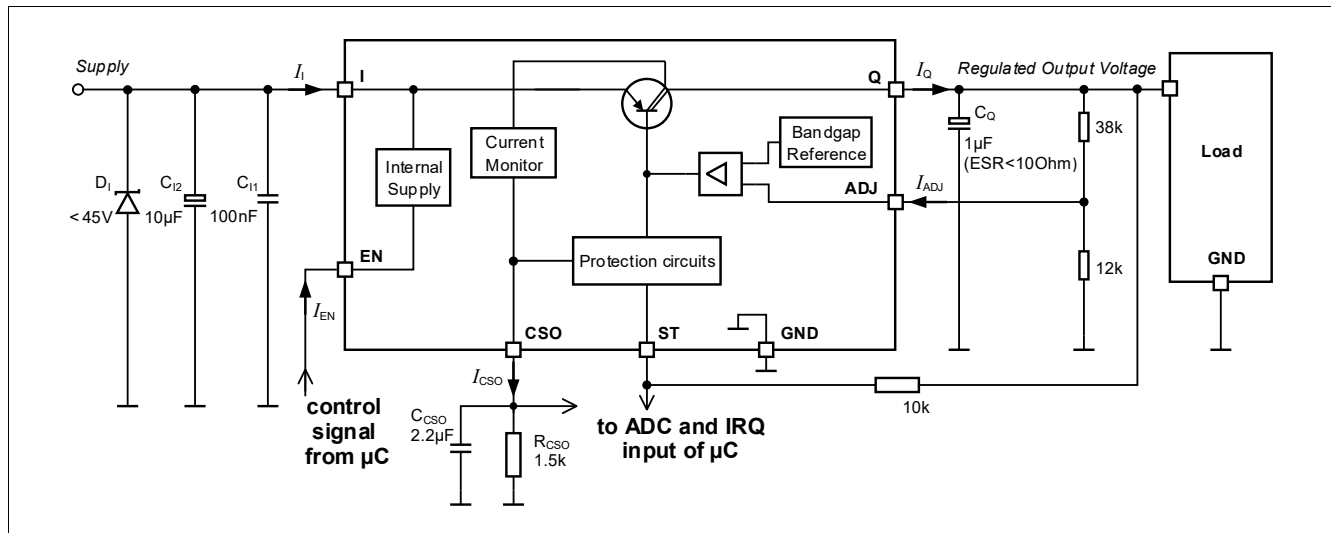 Supply
I_I
I
Q
I_Q
Regulated Output Voltage
D_I
< 45V
C_I2
10µF
C_I1
100nF
Internal
Supply
Current
Monitor
Bandgap
Reference
ADJ
I_ADJ
C_Q
1µF
(ESR<10Ohm)
38k
12k
Load
GND
EN
I_EN
Protection circuits
CSO
ST
GND
I_CSO
control
signal
from µC
C_CSO
2.2µF
R_CSO
1.5k
to ADC and IRQ
input of µC
10k